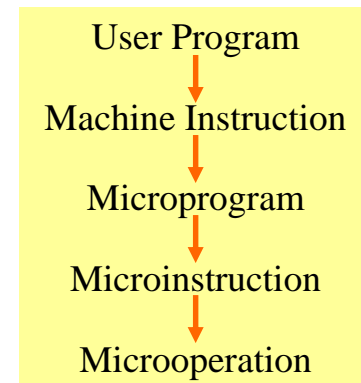 User Program
Machine Instruction
Microprogram
Microinstruction
Microoperation